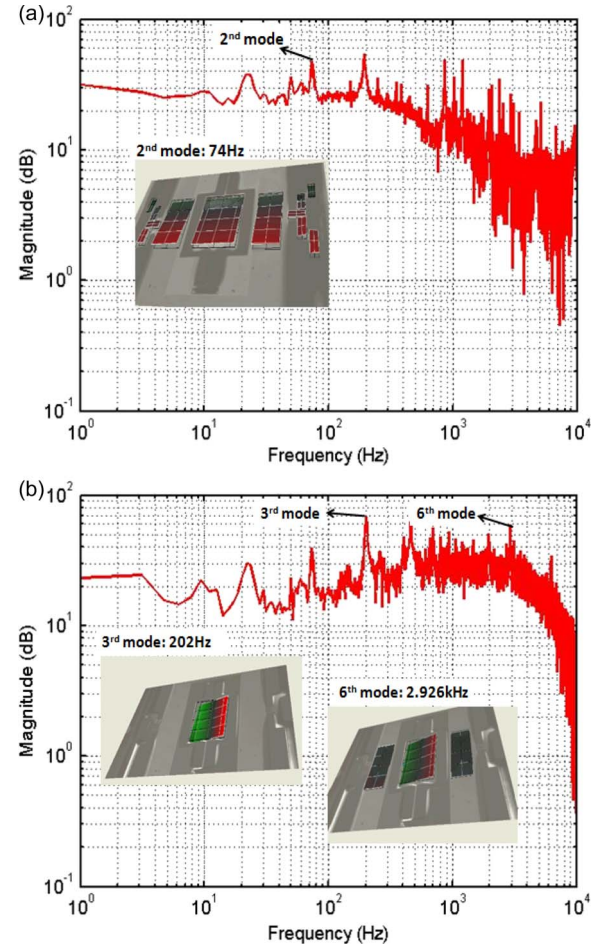 (a)
10²
2ⁿᵈ mode
10¹
2ⁿᵈ mode: 74Hz
Magnitude (dB)
10⁰
10⁻¹
10⁰ 10¹ 10² 10³ 10⁴
Frequency (Hz)
(b)
10²
3ʳᵈ mode
6ᵗʰ mode
10¹
3ʳᵈ mode: 202Hz
6ᵗʰ mode: 2.926kHz
Magnitude (dB)
10⁰
10⁻¹
10⁰ 10¹ 10² 10³ 10⁴
Frequency (Hz)